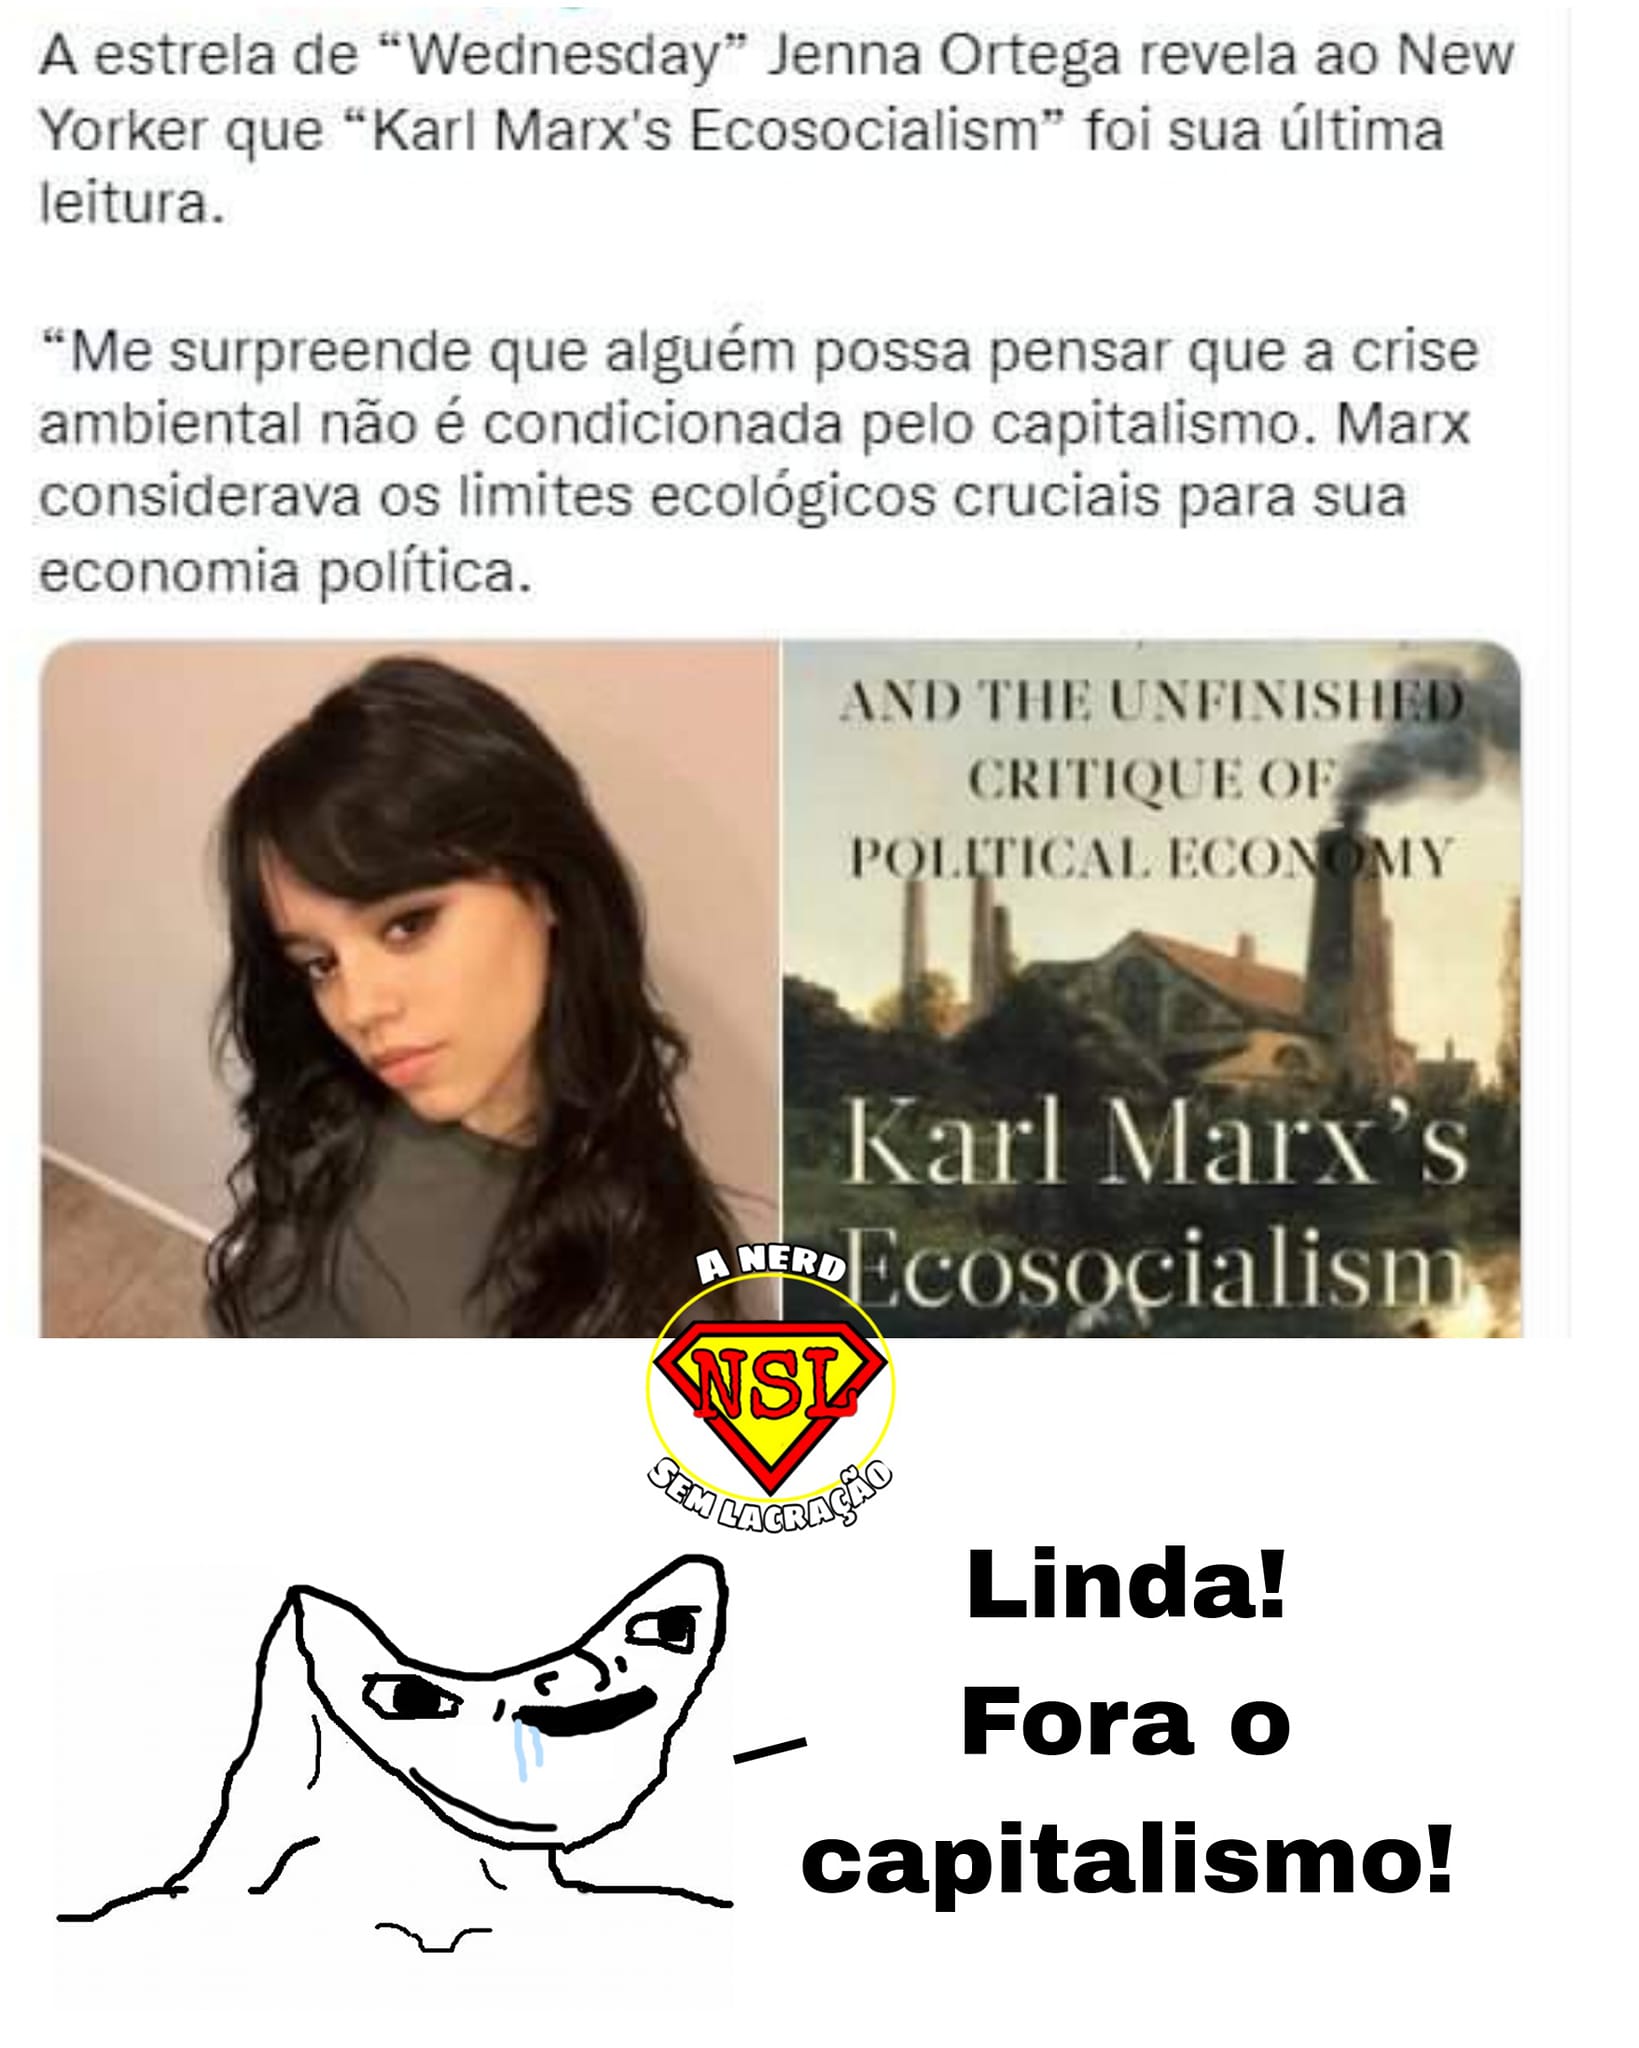 A estrela de “Wednesday” Jenna Ortega revela ao New
Yorker que “Karl Marx's Ecosocialism” foi sua última
leitura.
“Me surpreende que alguém possa pensar que a crise
ambiental não é condicionada pelo capitalismo. Marx
considerava os limites ecológicos cruciais para sua
economia política.
AND THE UNFINISHED
CRITIQUE OF
POLITICAL ECONOMY
Karl Marx’s
Ecosocialism
A NERD
NSL
SEM LACRAÇÃO
Linda!
Fora o
capitalismo!